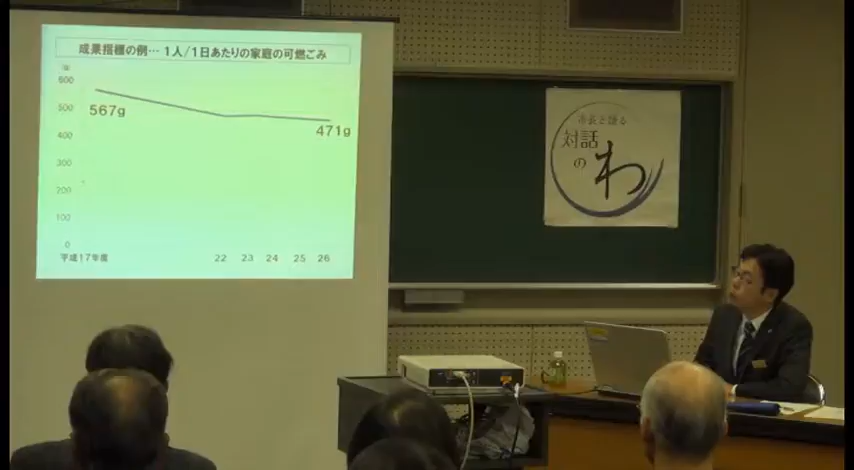 成果指標の例… 1人/1日あたりの家庭の可燃ごみ
600
500
400
300
200
100
0
567g
471g
平成17年度 22 23 24 25 26
市長と語る
対話
の
わ